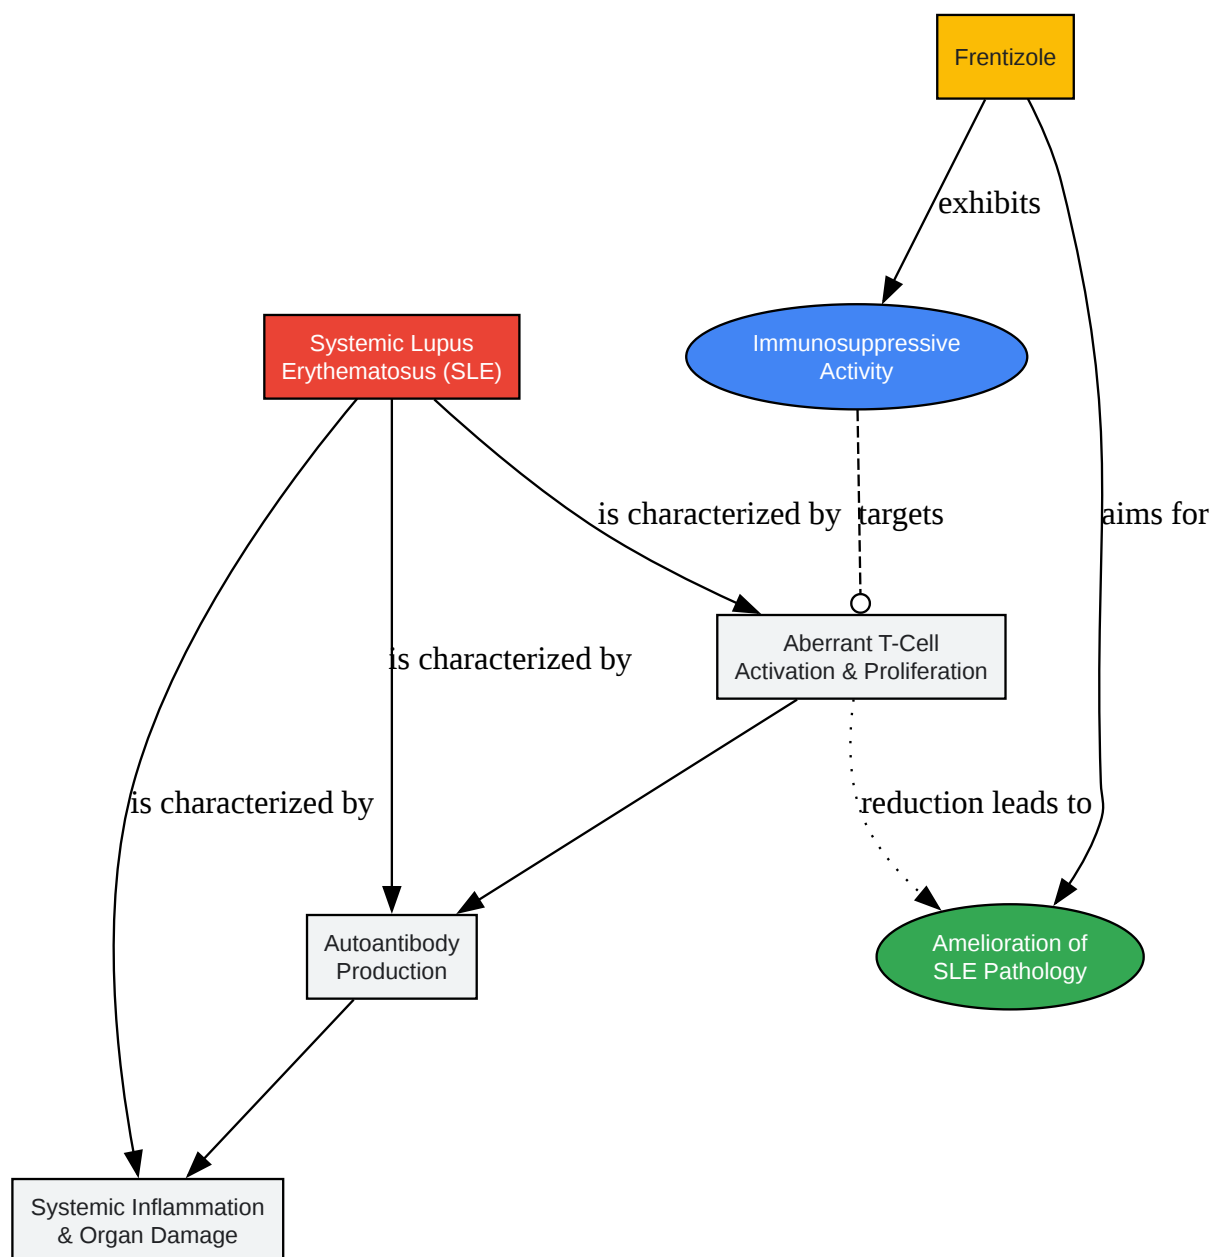 Frentizole
exhibits
Systemic Lupus
Erythematosus (SLE)
Immunosuppressive
Activity
is characterized by
targets
aims for
Aberrant T-Cell
Activation & Proliferation
is characterized by
is characterized by
reduction leads to
Autoantibody
Production
Amelioration of
SLE Pathology
Systemic Inflammation
& Organ Damage